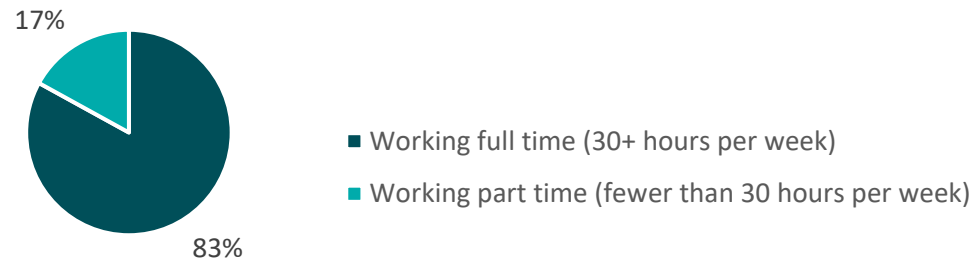 17%
Working full time (30+ hours per week)
Working part time (fewer than 30 hours per week)
83%